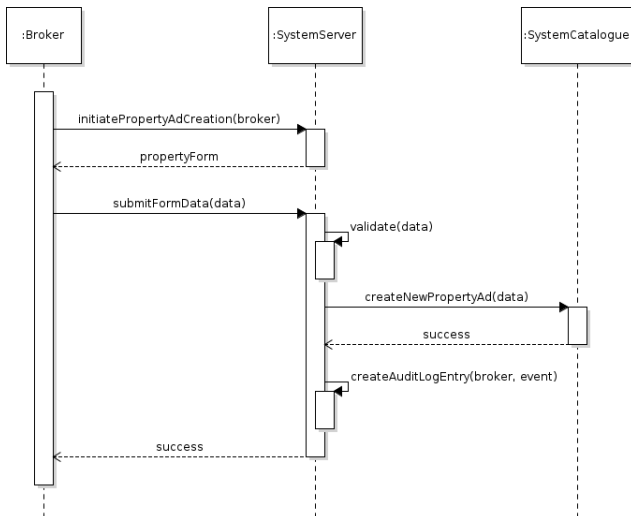 :Broker
:SystemServer
:SystemCatalogue
initiatePropertyAdCreation(broker)
propertyForm
submitFormData(data)
validate(data)
createNewPropertyAd(data)
success
createAuditLogEntry(broker, event)
success